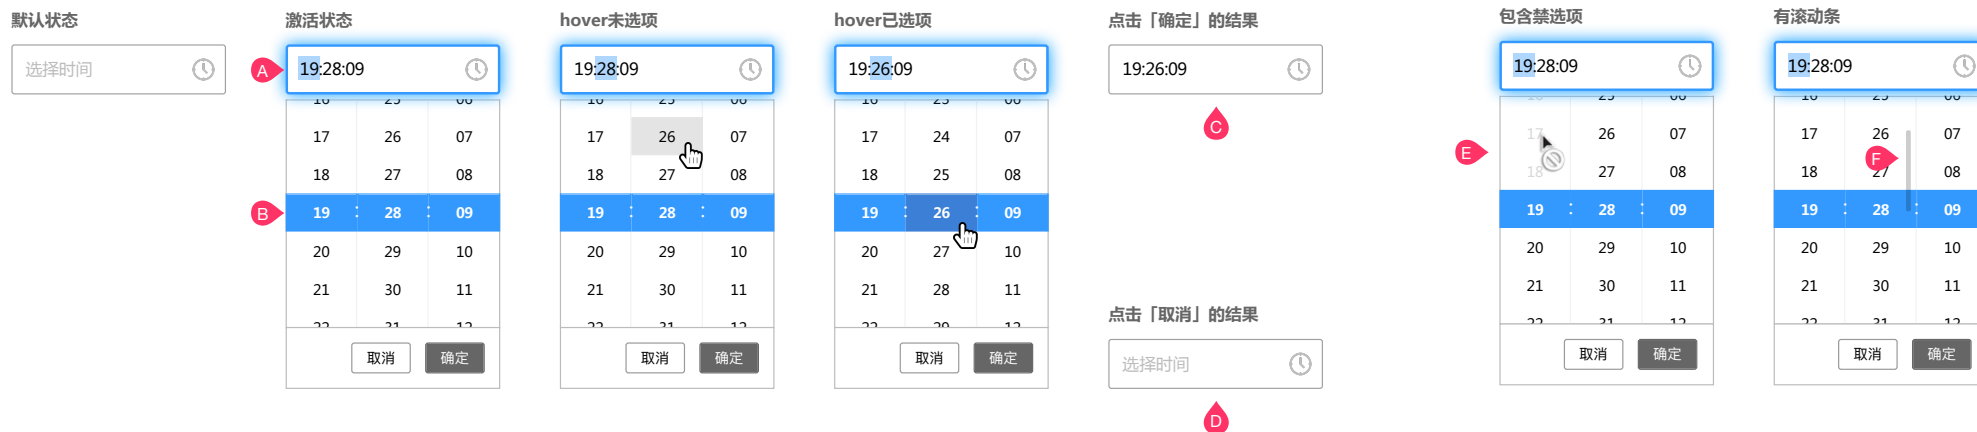 默认状态
选择时间
激活状态
A
19:28:09
17 26 07
18 27 08
B
19 : 28 : 09
20 29 10
21 30 11
取消 确定
hover未选项
19:28:09
17 26 07
18 27 08
19 : 28 : 09
20 29 10
21 30 11
取消 确定
hover已选项
19:26:09
17 24 07
18 25 08
19 : 26 : 09
20 27 10
21 28 11
取消 确定
点击「确定」的结果
19:26:09
C
点击「取消」的结果
选择时间
D
包含禁选项
19:28:09
17 26 07
E
18 27 08
19 : 28 : 09
20 29 10
21 30 11
取消 确定
有滚动条
19:28:09
17 26 07
F
18 27 08
19 : 28 : 09
20 29 10
21 30 11
取消 确定